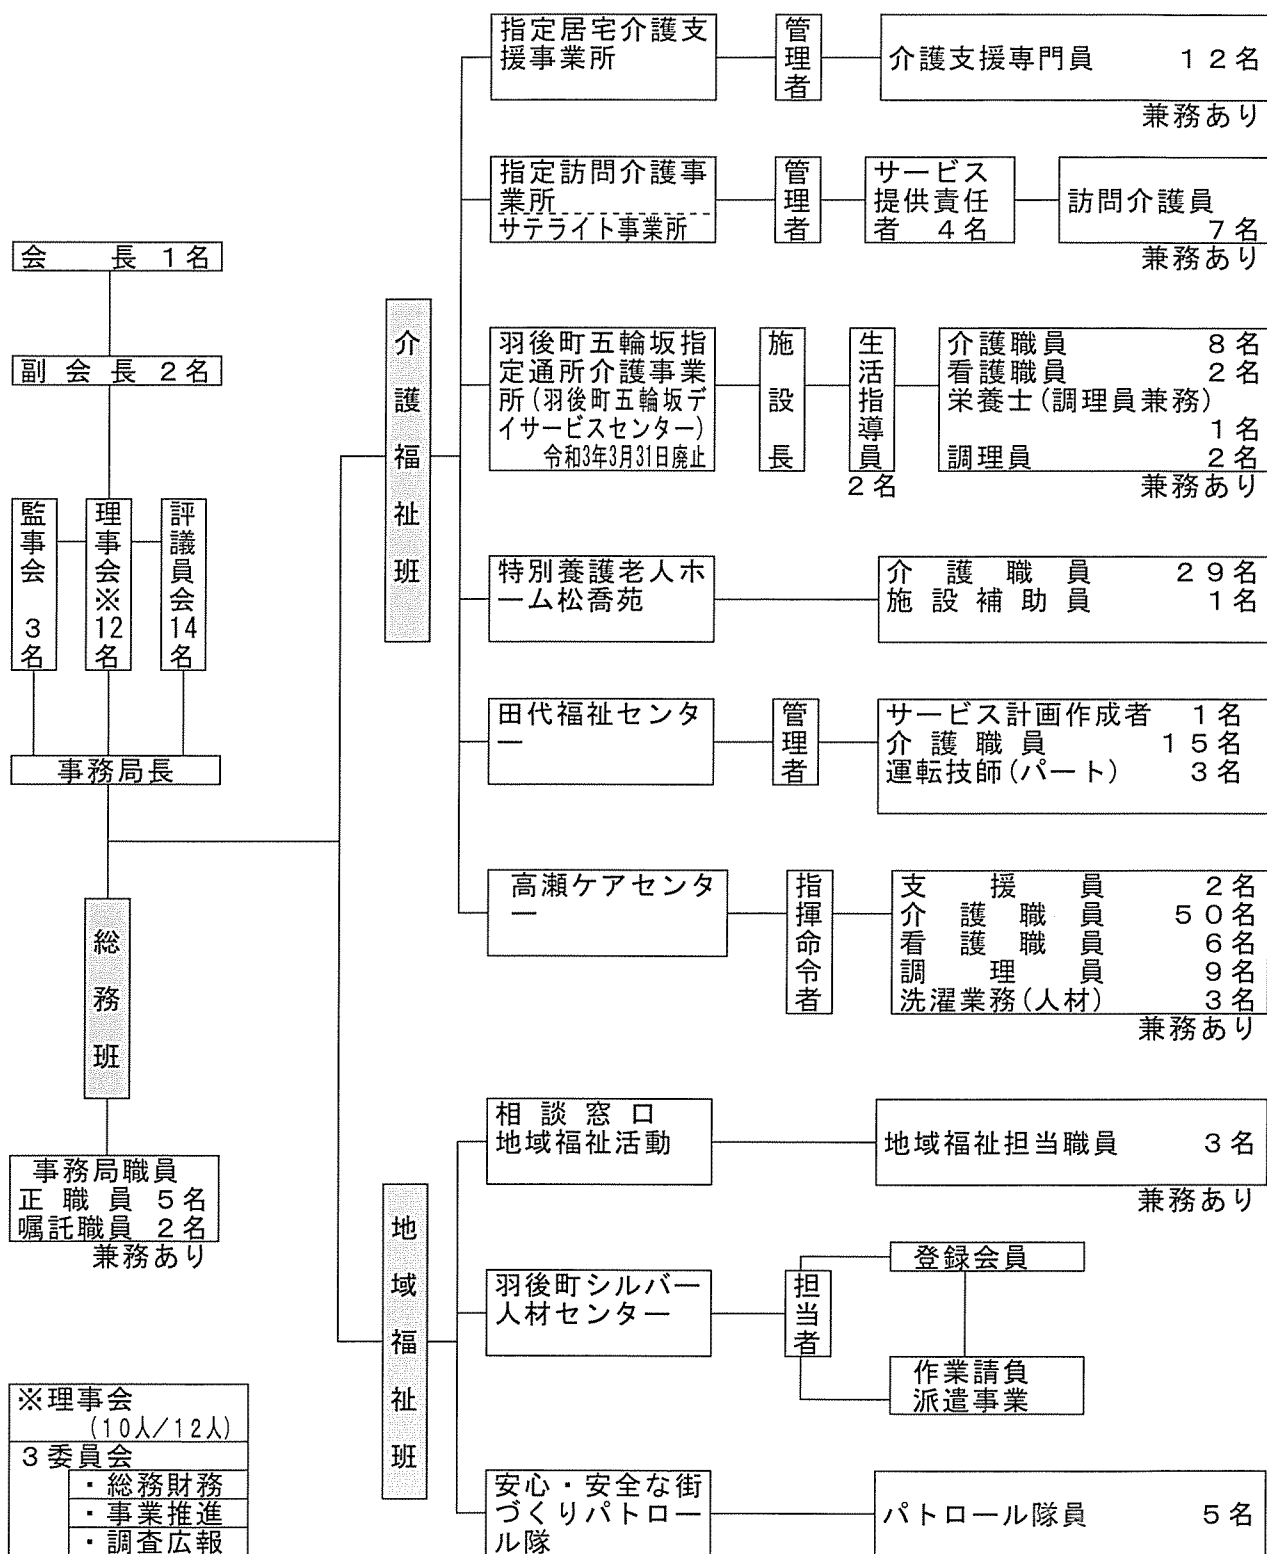 会長 1名
副会長 2名
監事会 3名
理事会※12名
評議員会14名
事務局長
総務班
事務局職員
正職員 5名
嘱託職員 2名
兼務あり
※理事会
(10人/12人)
3委員会
・総務財務
・事業推進
・調査広報
介護福祉班
指定居宅介護支
援事業所
管理者
介護支援専門員 12名
兼務あり
指定訪問介護事
業所
サテライト事業所
管理者
サービス
提供責任
者 4名
訪問介護員
7名
兼務あり
羽後町五輪坂指
定通所介護事業
所(羽後町五輪坂デ
イサービスセンター)
令和3年3月31日廃止
施設長
生活指導員
2名
介護職員 8名
看護職員 2名
栄養士(調理員兼務)
1名
調理員 2名
兼務あり
特別養護老人ホ
ーム松喬苑
介護職員 29名
施設補助員 1名
田代福祉センタ
ー
管理者
サービス計画作成者 1名
介護職員 15名
運転技師(パート) 3名
高瀬ケアセンタ
ー
指揮命令者
支援員 2名
介護職員 50名
看護職員 6名
調理員 9名
洗濯業務(人材) 3名
兼務あり
地域福祉班
相談窓口
地域福祉活動
地域福祉担当職員 3名
兼務あり
羽後町シルバー
人材センター
担当者
登録会員
作業請負
派遣事業
安心・安全な街
づくりパトロー
ル隊
パトロール隊員 5名